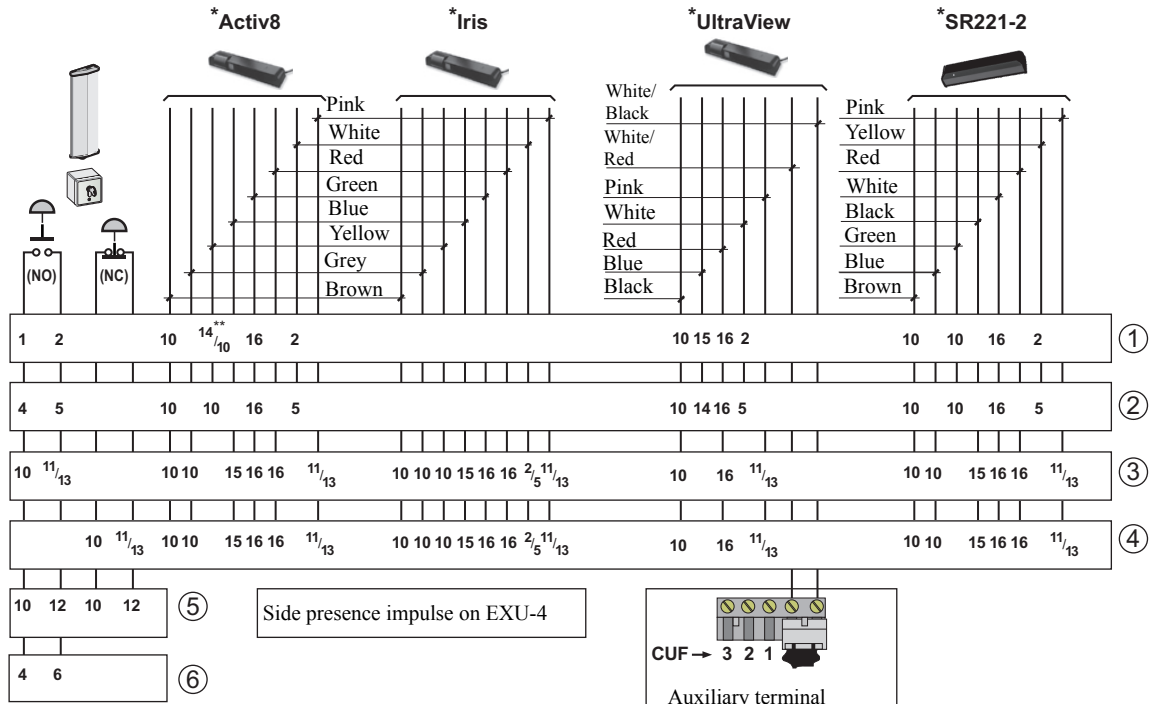 *Activ8 *Iris *UltraView *SR221-2
Pink
White
Red
Green
Blue
Yellow
Grey
Brown
White/
Black
White/
Red
Pink
White
Red
Blue
Black
Pink
Yellow
Red
White
Black
Green
Blue
Brown
(NO) (NC)
1 2 10 14**/10 16 2 10 15 16 2 10 10 16 2 ①
4 5 10 10 16 5 10 14 16 5 10 10 16 5 ②
10 11/13 10 10 15 16 16 11/13 10 10 10 15 16 16 2/5 11/13 10 16 11/13 10 10 15 16 16 11/13 ③
10 11/13 10 10 15 16 16 11/13 10 10 10 15 16 16 2/5 11/13 10 16 11/13 10 10 15 16 16 11/13 ④
10 12 10 12 ⑤
Side presence impulse on EXU-4
4 6 ⑥
CUF → 3 2 1
Auxiliary terminal